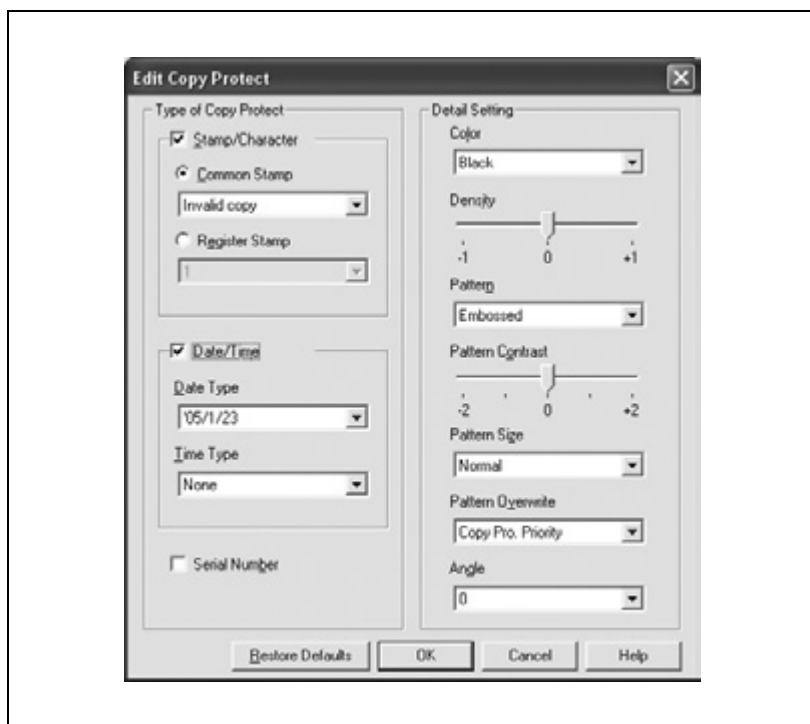 Edit Copy Protect
Type of Copy Protect
Stamp/Character
Common Stamp
Invalid copy
Register Stamp
1
Date/Time
Date Type
'05/1/23
Time Type
None
Serial Number
Detail Setting
Color
Black
Density
-1 0 +1
Pattern
Embossed
Pattern Contrast
-2 0 +2
Pattern Size
Normal
Pattern Overwrite
Copy Pro. Priority
Angle
0
Restore Defaults OK Cancel Help